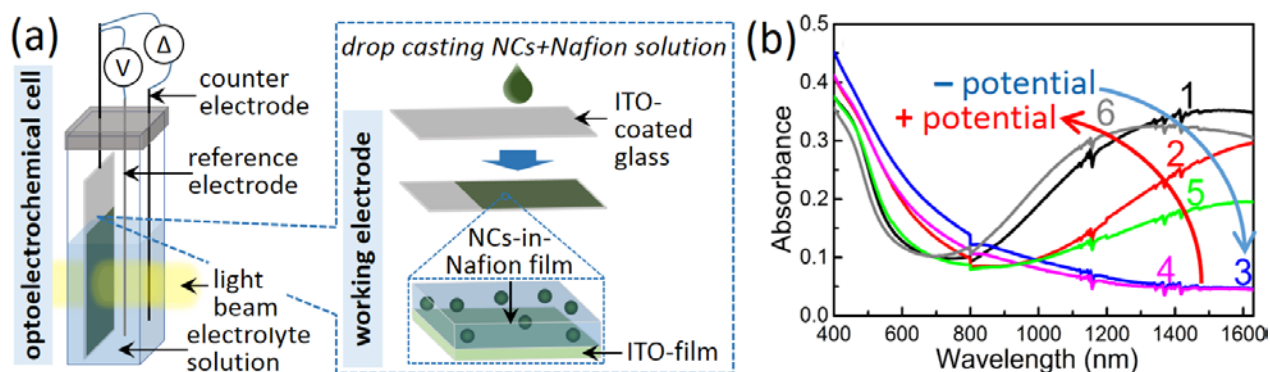 (a)
optoelectrochemical cell
V
Δ
counter
electrode
reference
electrode
light
beam
electrolyte
solution
working electrode
drop casting NCs+Nafion solution
ITO-
coated
glass
NCs-in-
Nafion film
ITO-film
(b)
Absorbance
0.5
0.4
0.3
0.2
0.1
0.0
− potential
+ potential
1
6
2
5
4
3
400 600 800 1000 1200 1400 1600
Wavelength (nm)